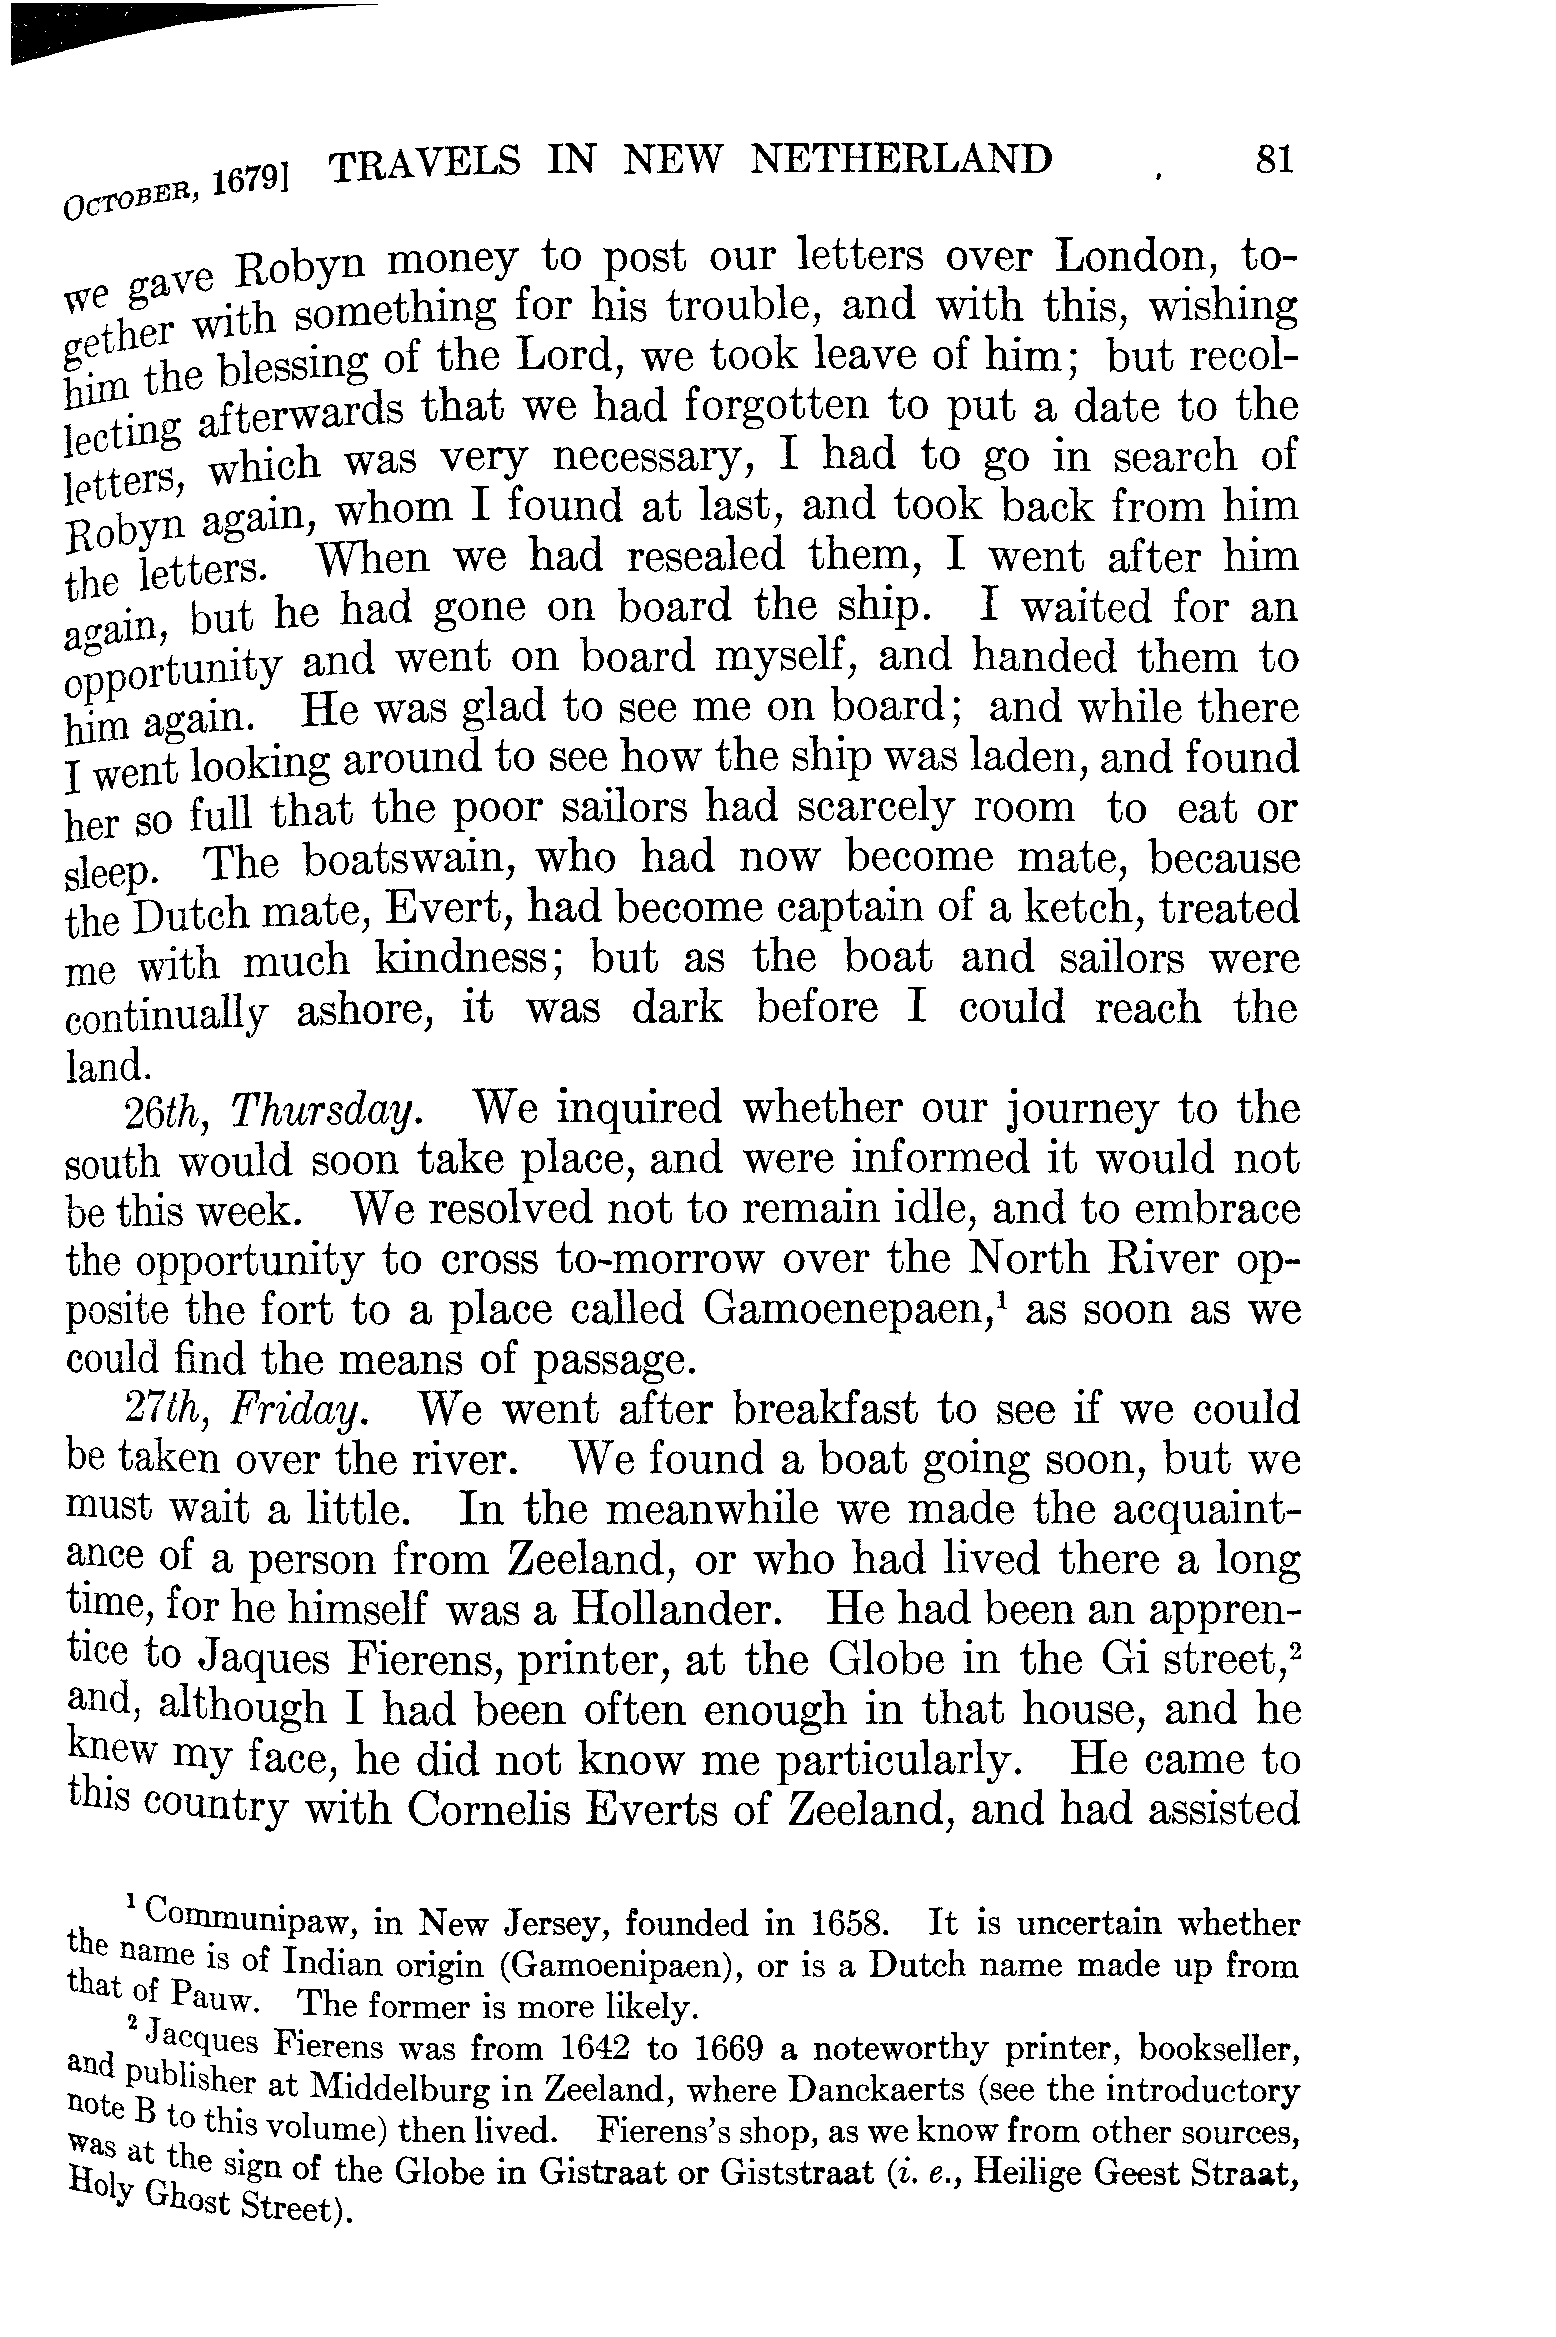 OCTOBER, 1679] TRAVELS IN NEW NETHERLAND 81
we gave Robyn money to post our letters over London, to-
gether with something for his trouble, and with this, wishing
him the blessing of the Lord, we took leave of him; but recol-
lecting afterwards that we had forgotten to put a date to the
letters, which was very necessary, I had to go in search of
Robyn again, whom I found at last, and took back from him
the letters. When we had resealed them, I went after him
again, but he had gone on board the ship. I waited for an
opportunity and went on board myself, and handed them to
him again. He was glad to see me on board; and while there
I went looking around to see how the ship was laden, and found
her so full that the poor sailors had scarcely room to eat or
sleep. The boatswain, who had now become mate, because
the Dutch mate, Evert, had become captain of a ketch, treated
me with much kindness; but as the boat and sailors were
continually ashore, it was dark before I could reach the
land.
26th, Thursday. We inquired whether our journey to the
south would soon take place, and were informed it would not
be this week. We resolved not to remain idle, and to embrace
the opportunity to cross to-morrow over the North River op-
posite the fort to a place called Gamoenepaen,¹ as soon as we
could find the means of passage.
27th, Friday. We went after breakfast to see if we could
be taken over the river. We found a boat going soon, but we
must wait a little. In the meanwhile we made the acquaint-
ance of a person from Zeeland, or who had lived there a long
time, for he himself was a Hollander. He had been an appren-
tice to Jaques Fierens, printer, at the Globe in the Gi street,²
and, although I had been often enough in that house, and he
knew my face, he did not know me particularly. He came to
this country with Cornelis Everts of Zeeland, and had assisted
¹ Communipaw, in New Jersey, founded in 1658. It is uncertain whether
the name is of Indian origin (Gamoenipaen), or is a Dutch name made up from
that of Pauw. The former is more likely.
² Jacques Fierens was from 1642 to 1669 a noteworthy printer, bookseller,
and publisher at Middelburg in Zeeland, where Danckaerts (see the introductory
note B to this volume) then lived. Fierens's shop, as we know from other sources,
was at the sign of the Globe in Gistraat or Giststraat (i. e., Heilige Geest Straat,
Holy Ghost Street).